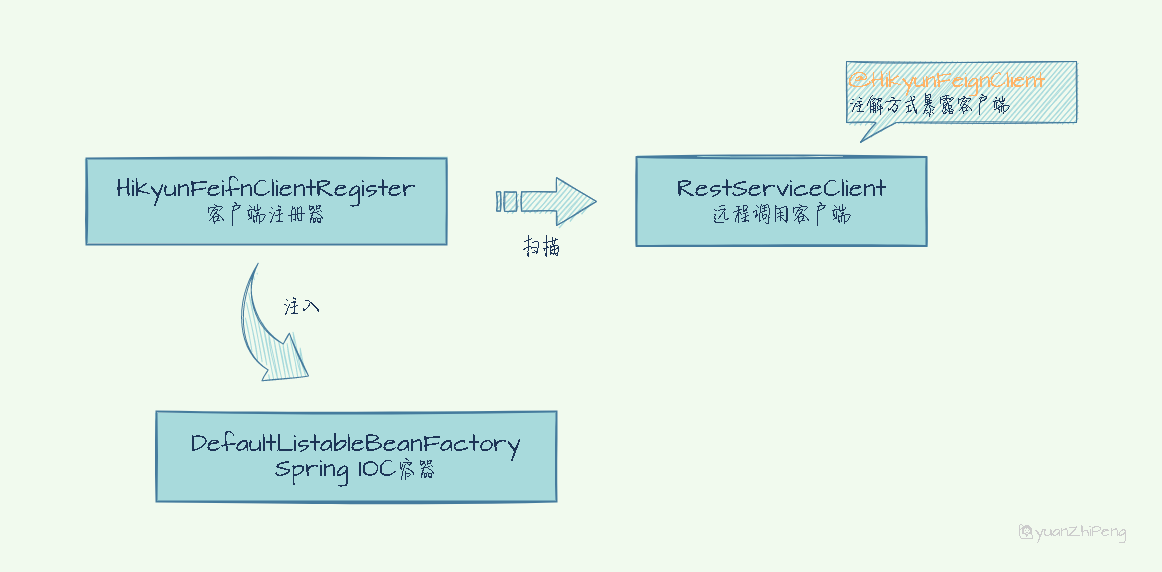 @HikyunFeignClient
注解方式暴露客户端
HikyunFeifnClientRegister
客户端注册器
RestServiceClient
远程调用客户端
扫描
注入
DefaultListableBeanFactory
Spring IOC容器
yuanZhiPeng